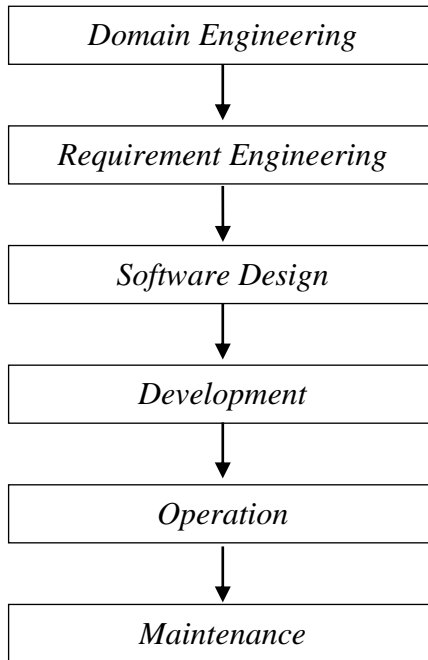 Domain Engineering
Requirement Engineering
Software Design
Development
Operation
Maintenance